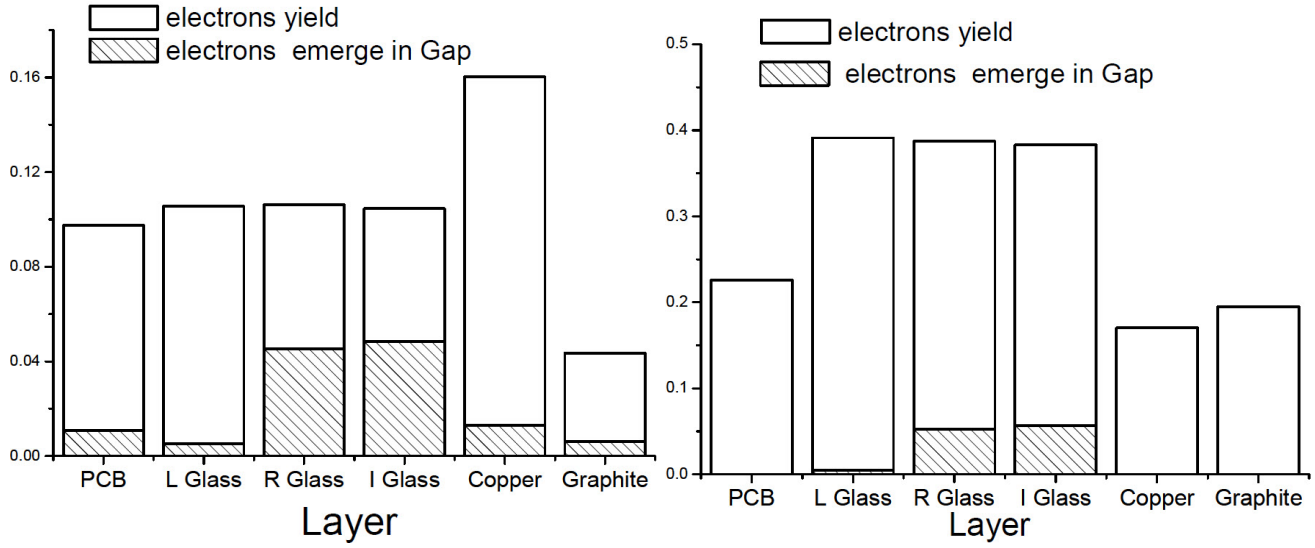 electrons yield
electrons emerge in Gap
0.16
0.12
0.08
0.04
0.00
PCB L Glass R Glass I Glass Copper Graphite
Layer
electrons yield
electrons emerge in Gap
0.5
0.4
0.3
0.2
0.1
0.0
PCB L Glass R Glass I Glass Copper Graphite
Layer